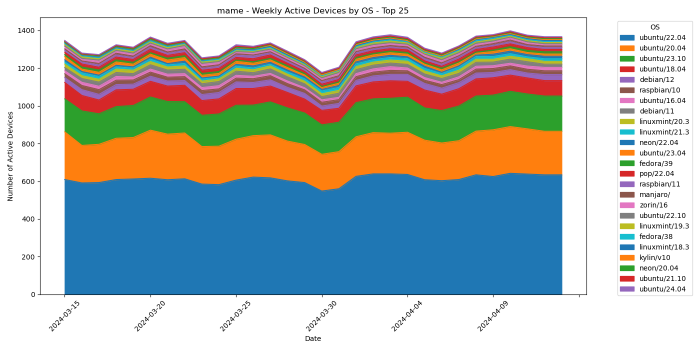 mame - Weekly Active Devices by OS - Top 25
Number of Active Devices
1400
1200
1000
800
600
400
200
0
2024-03-15
2024-03-20
2024-03-25
2024-03-30
2024-04-04
2024-04-09
Date
OS
ubuntu/22.04
ubuntu/20.04
ubuntu/23.10
ubuntu/18.04
debian/12
raspbian/10
ubuntu/16.04
debian/11
linuxmint/20.3
linuxmint/21.3
neon/22.04
ubuntu/23.04
fedora/39
pop/22.04
raspbian/11
manjaro/
zorin/16
ubuntu/22.10
linuxmint/19.3
fedora/38
linuxmint/18.3
kylin/v10
neon/20.04
ubuntu/21.10
ubuntu/24.04